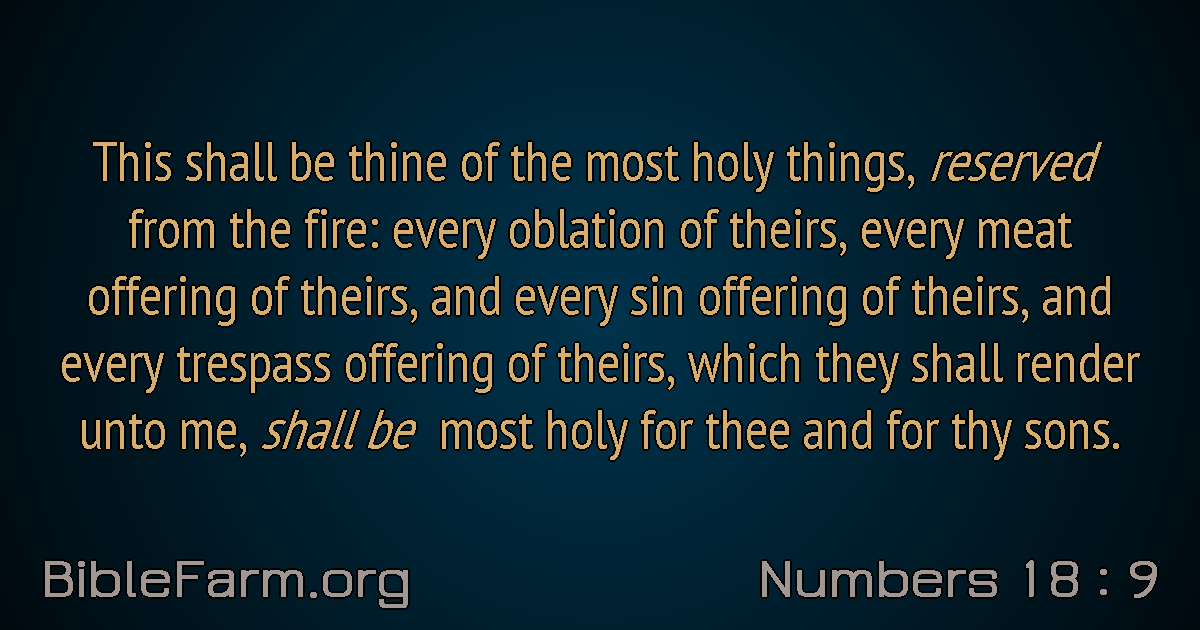 This shall be thine of the most holy things, reserved
from the fire: every oblation of theirs, every meat
offering of theirs, and every sin offering of theirs, and
every trespass offering of theirs, which they shall render
unto me, shall be most holy for thee and for thy sons.
BibleFarm.org
Numbers 18 : 9